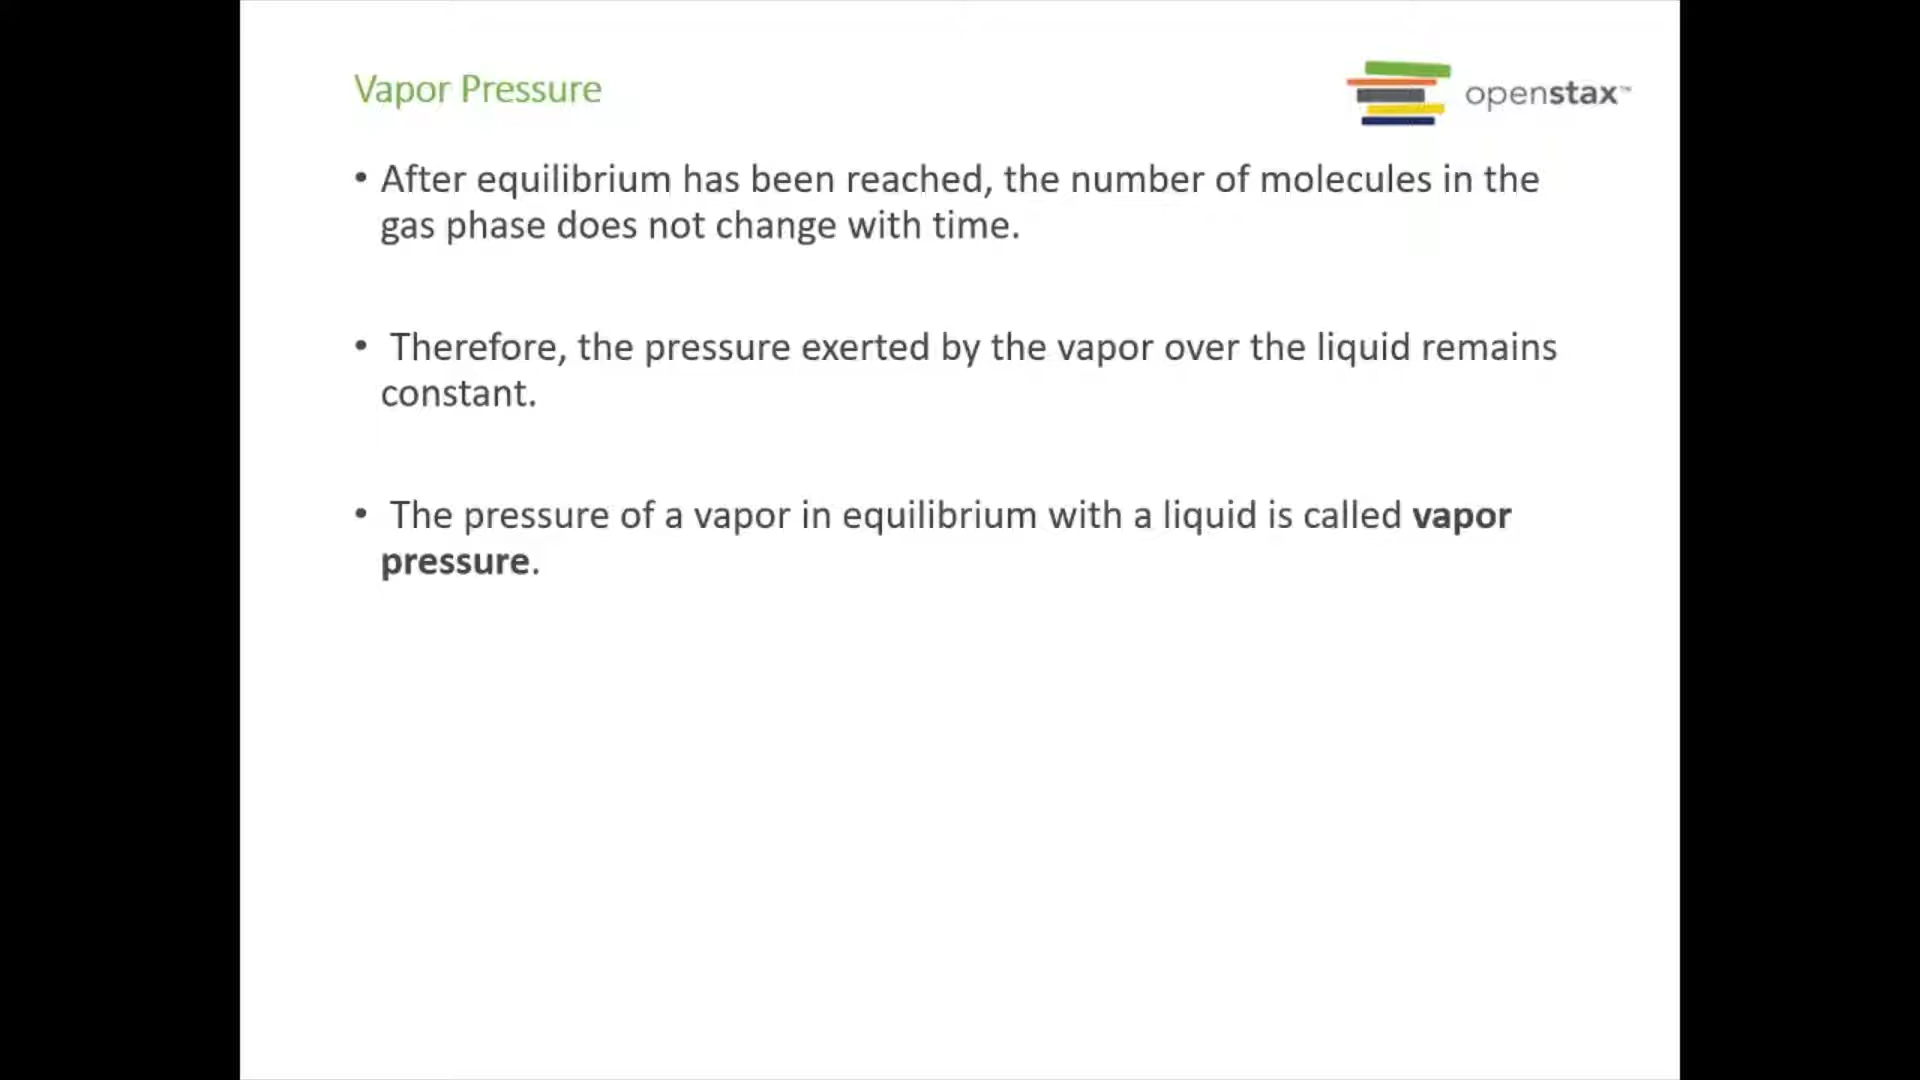 Vapor Pressure
openstax™
• After equilibrium has been reached, the number of molecules in the
gas phase does not change with time.
• Therefore, the pressure exerted by the vapor over the liquid remains
constant.
• The pressure of a vapor in equilibrium with a liquid is called vapor
pressure.